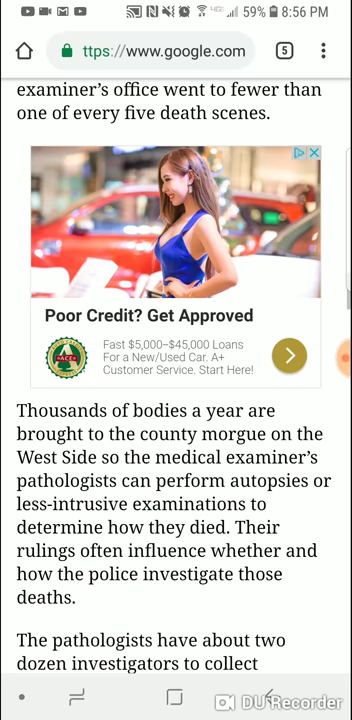 59% 8:56 PM
ttps://www.google.com
5
examiner’s office went to fewer than
one of every five death scenes.
Poor Credit? Get Approved
ACE
Fast $5,000–$45,000 Loans
For a New/Used Car. A+
Customer Service. Start Here!
Thousands of bodies a year are
brought to the county morgue on the
West Side so the medical examiner’s
pathologists can perform autopsies or
less-intrusive examinations to
determine how they died. Their
rulings often influence whether and
how the police investigate those
deaths.
The pathologists have about two
dozen investigators to collect
DU Recorder